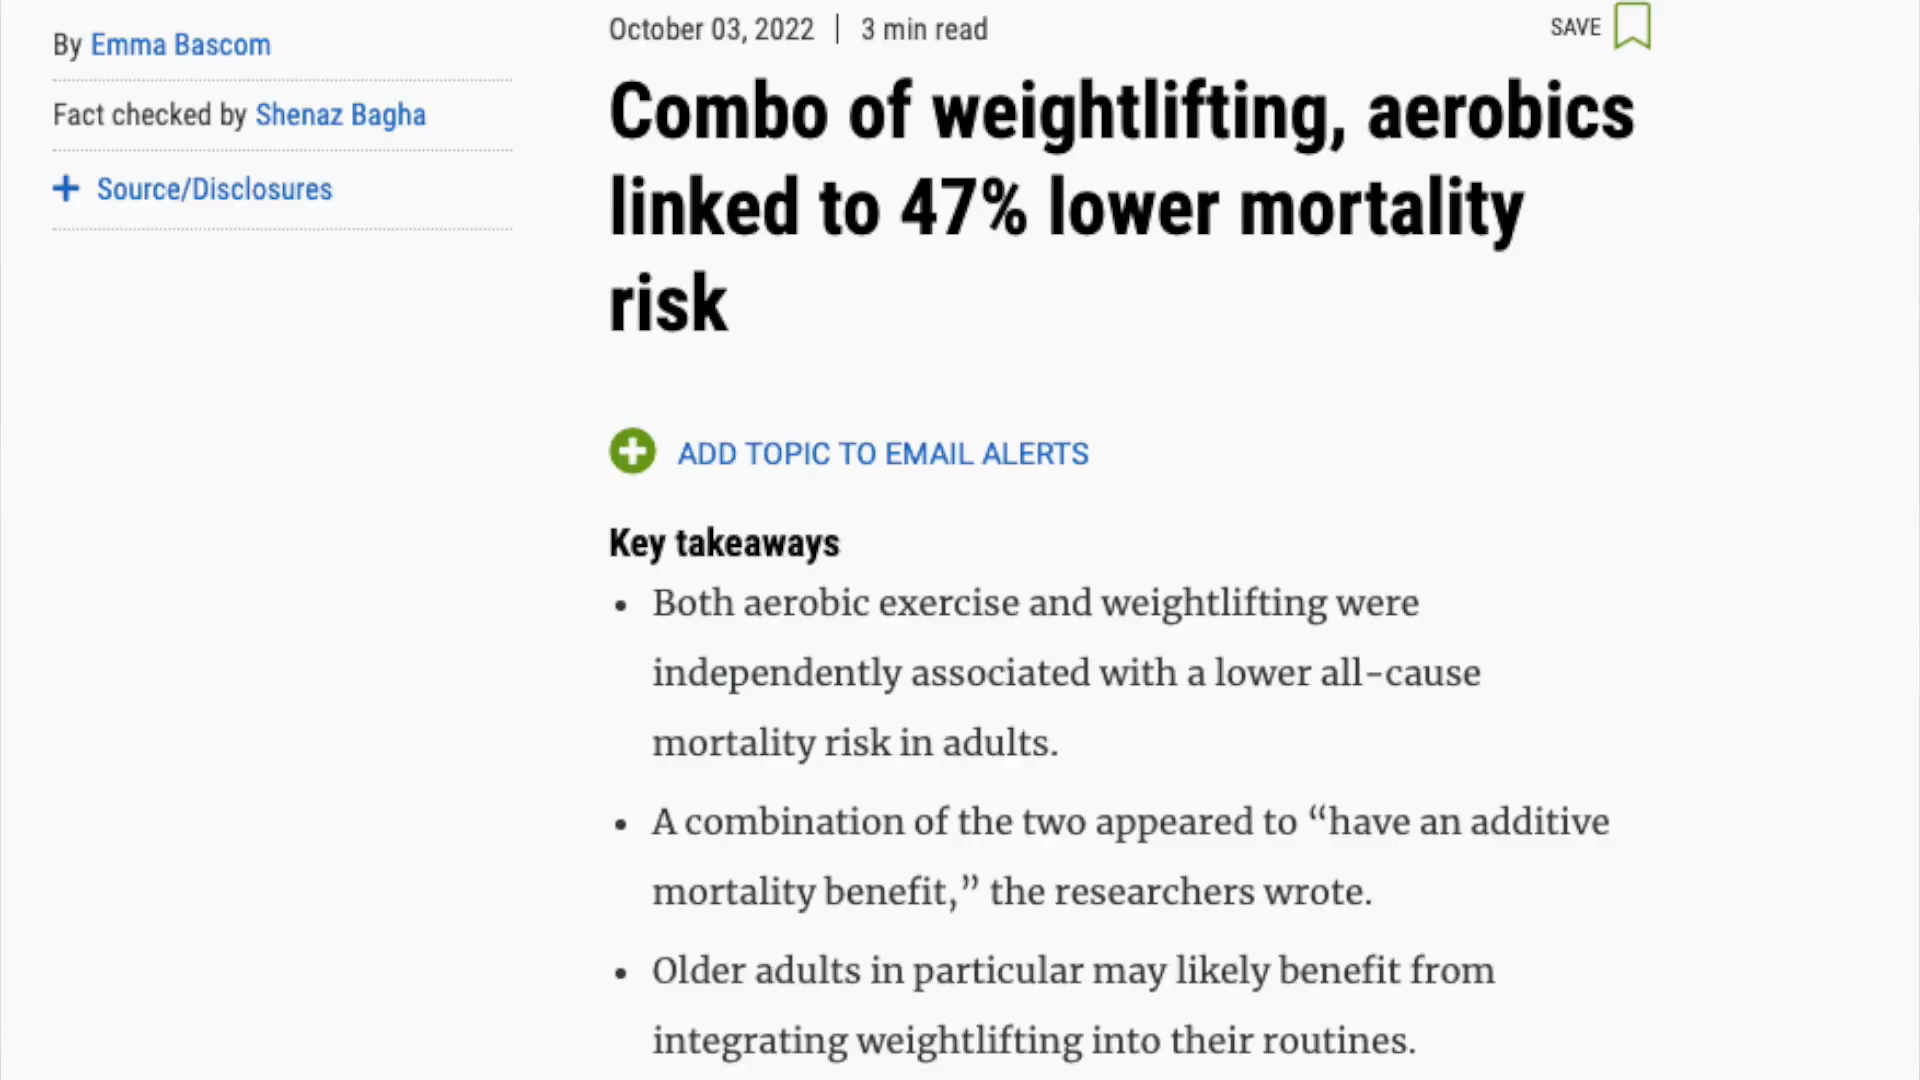 By Emma Bascom
Fact checked by Shenaz Bagha
+ Source/Disclosures
October 03, 2022 | 3 min read
SAVE
Combo of weightlifting, aerobics
linked to 47% lower mortality
risk
ADD TOPIC TO EMAIL ALERTS
Key takeaways
• Both aerobic exercise and weightlifting were
independently associated with a lower all-cause
mortality risk in adults.
• A combination of the two appeared to “have an additive
mortality benefit,” the researchers wrote.
• Older adults in particular may likely benefit from
integrating weightlifting into their routines.